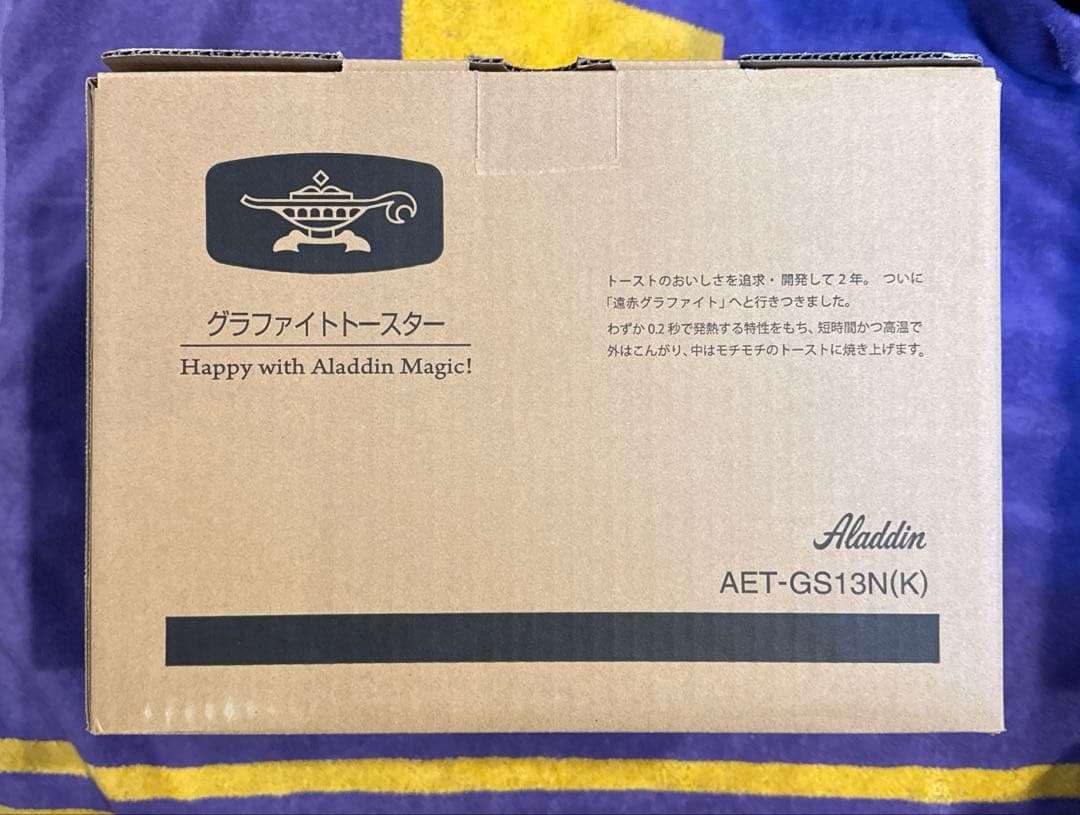 グラファイトトースター
Happy with Aladdin Magic!
トーストのおいしさを追求・開発して2年。 ついに
「遠赤グラファイト」へと行きつきました。
わずか0.2秒で発熱する特性をもち、短時間かつ高温で
外はこんがり、中はモチモチのトーストに焼き上げます。
Aladdin
AET-GS13N(K)